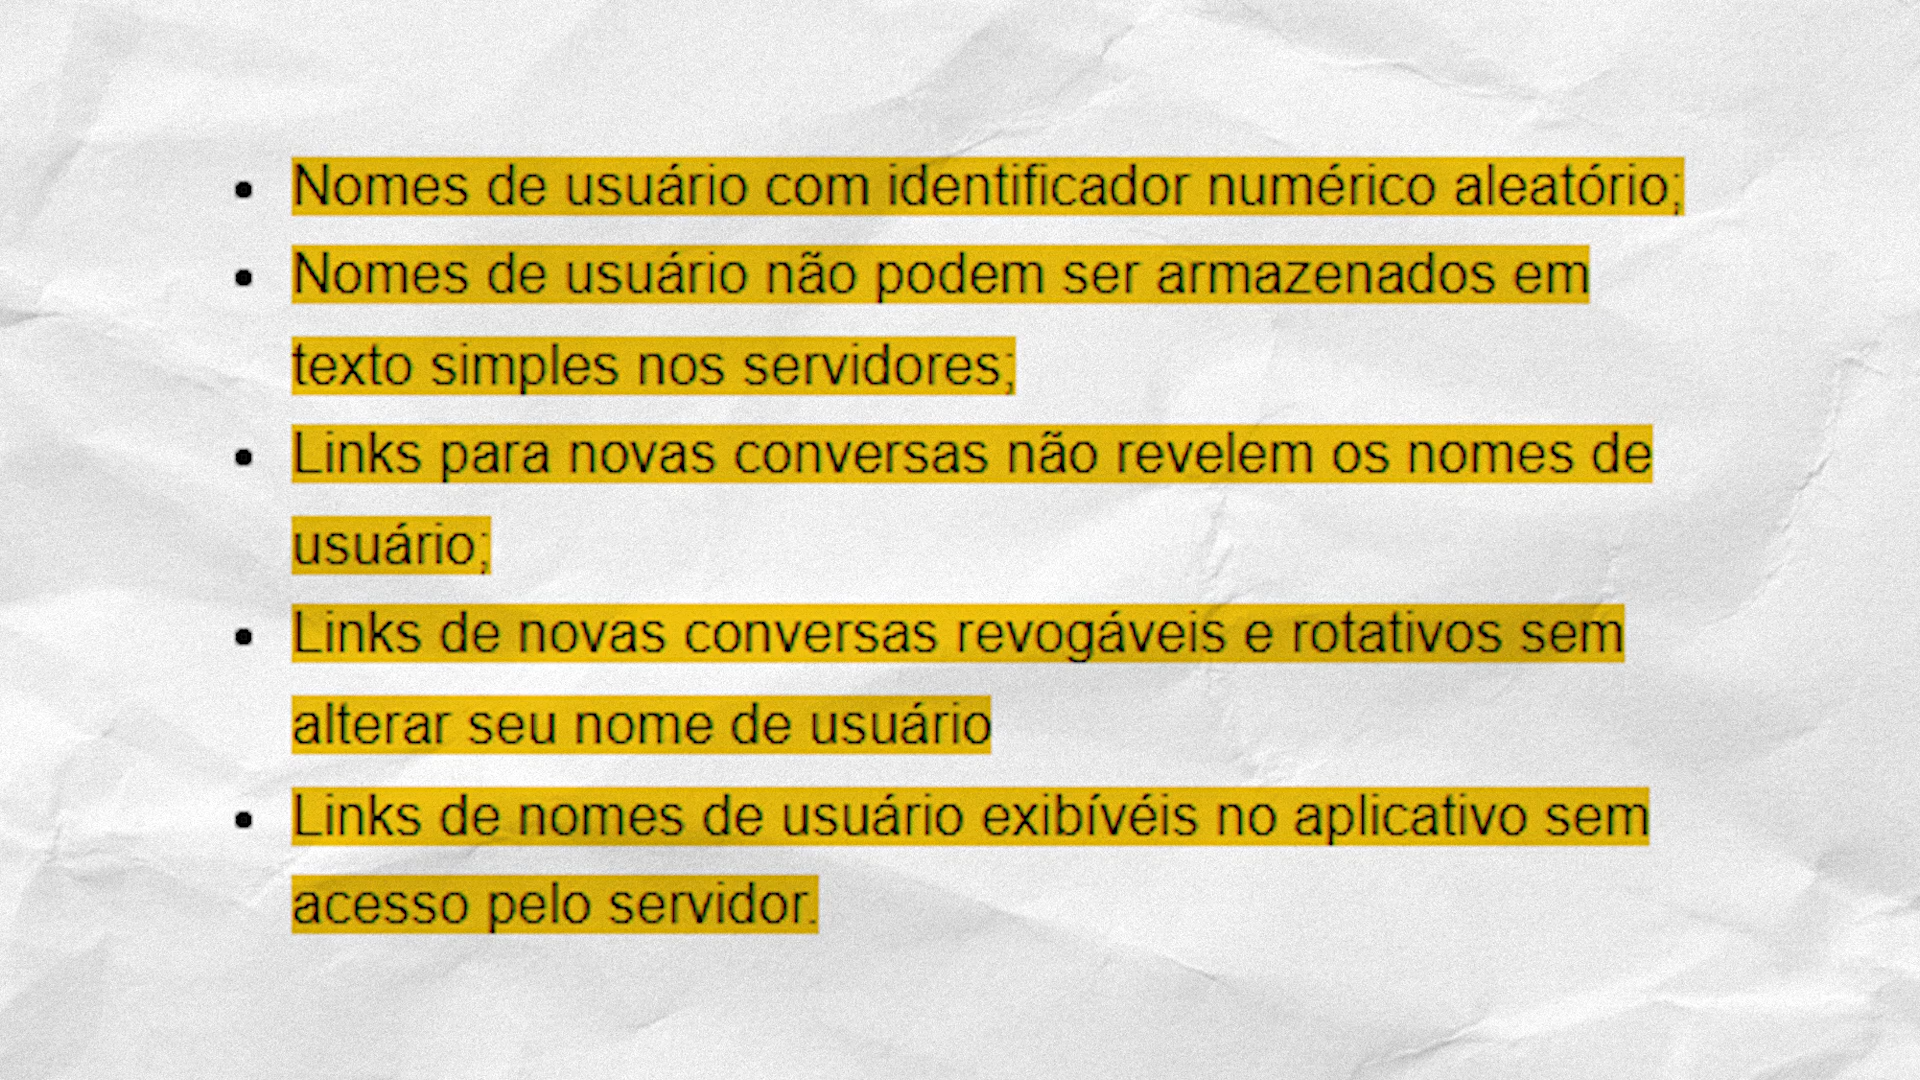 • Nomes de usuário com identificador numérico aleatório;
• Nomes de usuário não podem ser armazenados em
texto simples nos servidores;
• Links para novas conversas não revelem os nomes de
usuário;
• Links de novas conversas revogáveis e rotativos sem
alterar seu nome de usuário
• Links de nomes de usuário exibívéis no aplicativo sem
acesso pelo servidor.